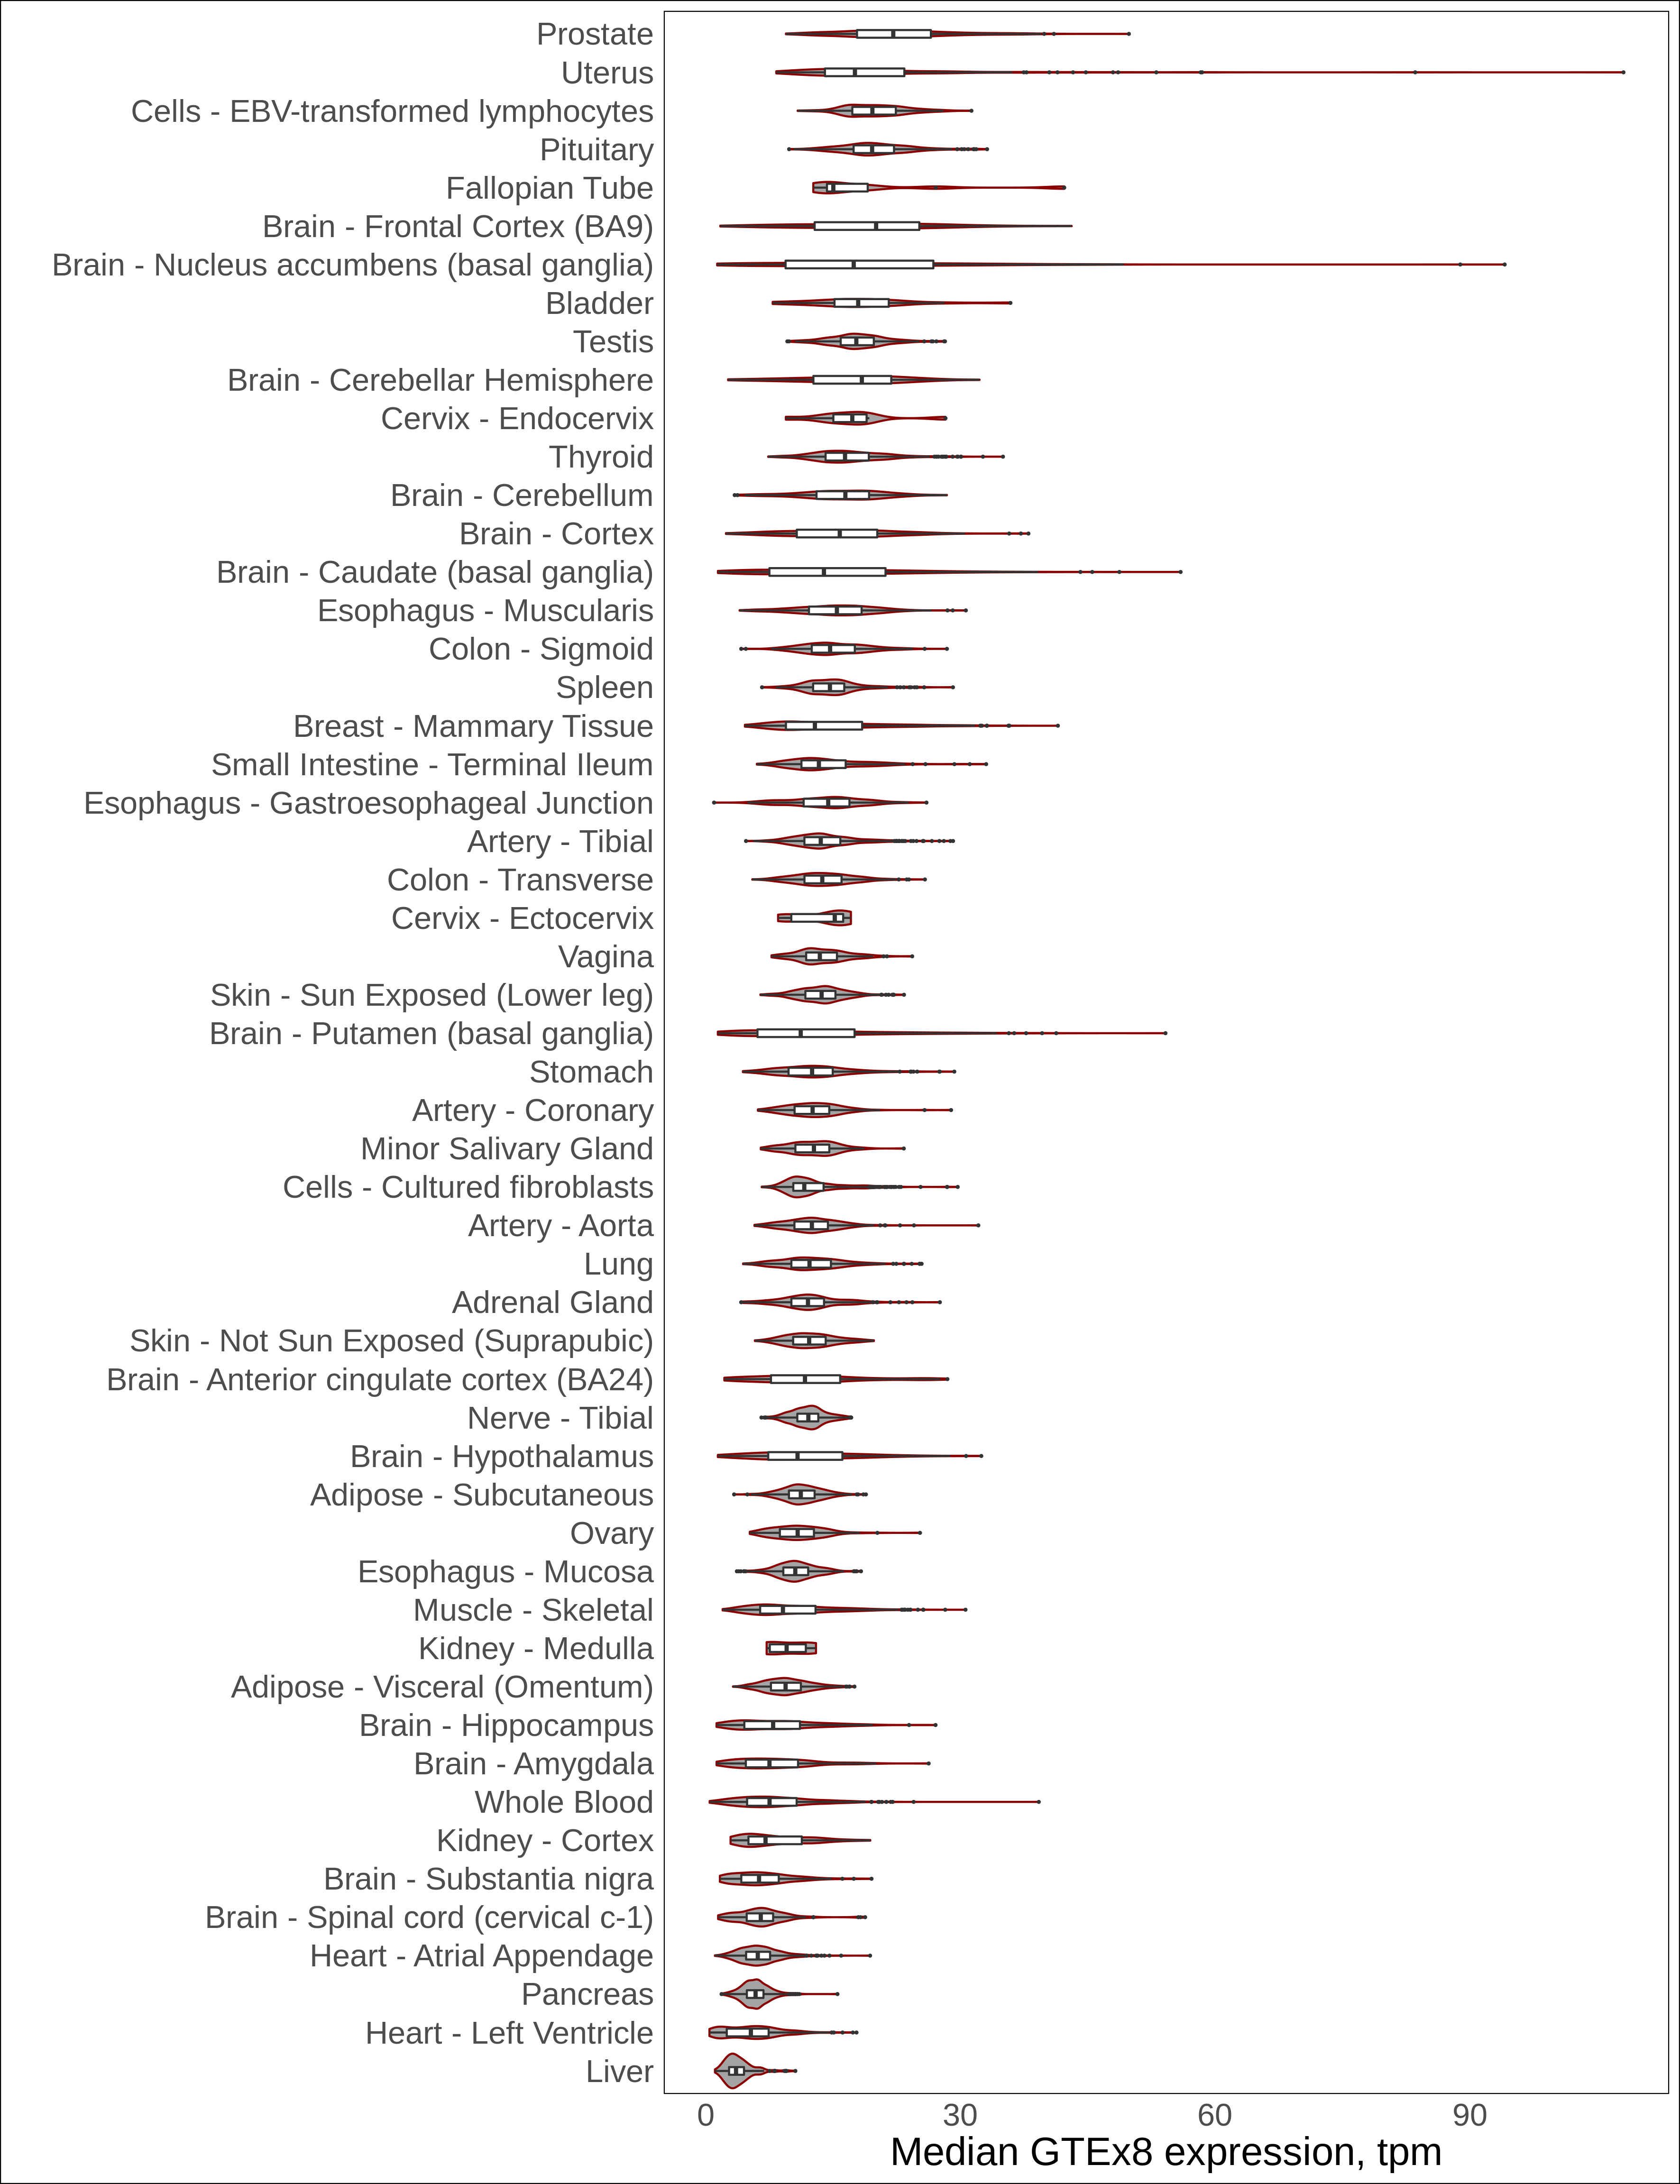 Prostate
Uterus
Cells - EBV-transformed lymphocytes
Pituitary
Fallopian Tube
Brain - Frontal Cortex (BA9)
Brain - Nucleus accumbens (basal ganglia)
Bladder
Testis
Brain - Cerebellar Hemisphere
Cervix - Endocervix
Thyroid
Brain - Cerebellum
Brain - Cortex
Brain - Caudate (basal ganglia)
Esophagus - Muscularis
Colon - Sigmoid
Spleen
Breast - Mammary Tissue
Small Intestine - Terminal Ileum
Esophagus - Gastroesophageal Junction
Artery - Tibial
Colon - Transverse
Cervix - Ectocervix
Vagina
Skin - Sun Exposed (Lower leg)
Brain - Putamen (basal ganglia)
Stomach
Artery - Coronary
Minor Salivary Gland
Cells - Cultured fibroblasts
Artery - Aorta
Lung
Adrenal Gland
Skin - Not Sun Exposed (Suprapubic)
Brain - Anterior cingulate cortex (BA24)
Nerve - Tibial
Brain - Hypothalamus
Adipose - Subcutaneous
Ovary
Esophagus - Mucosa
Muscle - Skeletal
Kidney - Medulla
Adipose - Visceral (Omentum)
Brain - Hippocampus
Brain - Amygdala
Whole Blood
Kidney - Cortex
Brain - Substantia nigra
Brain - Spinal cord (cervical c-1)
Heart - Atrial Appendage
Pancreas
Heart - Left Ventricle
Liver
0 30 60 90
Median GTEx8 expression, tpm